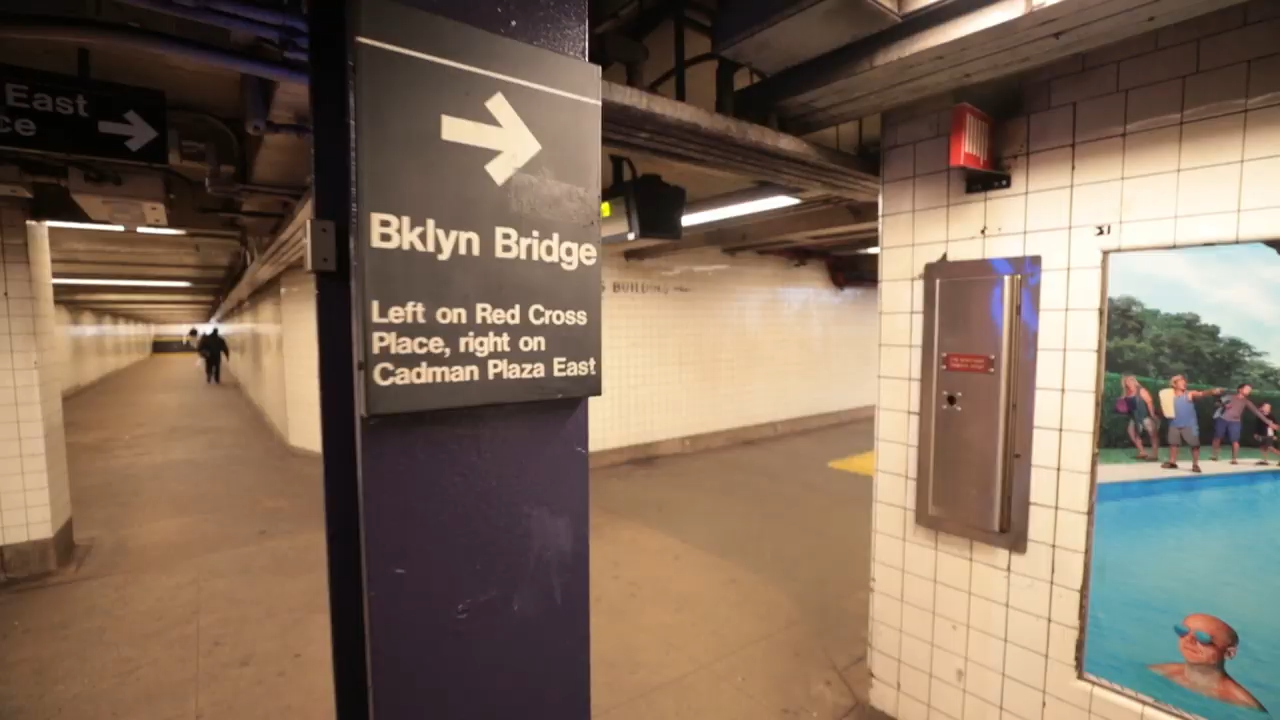 East
ce
Bklyn Bridge
Left on Red Cross
Place, right on
Cadman Plaza East
S BUILDING